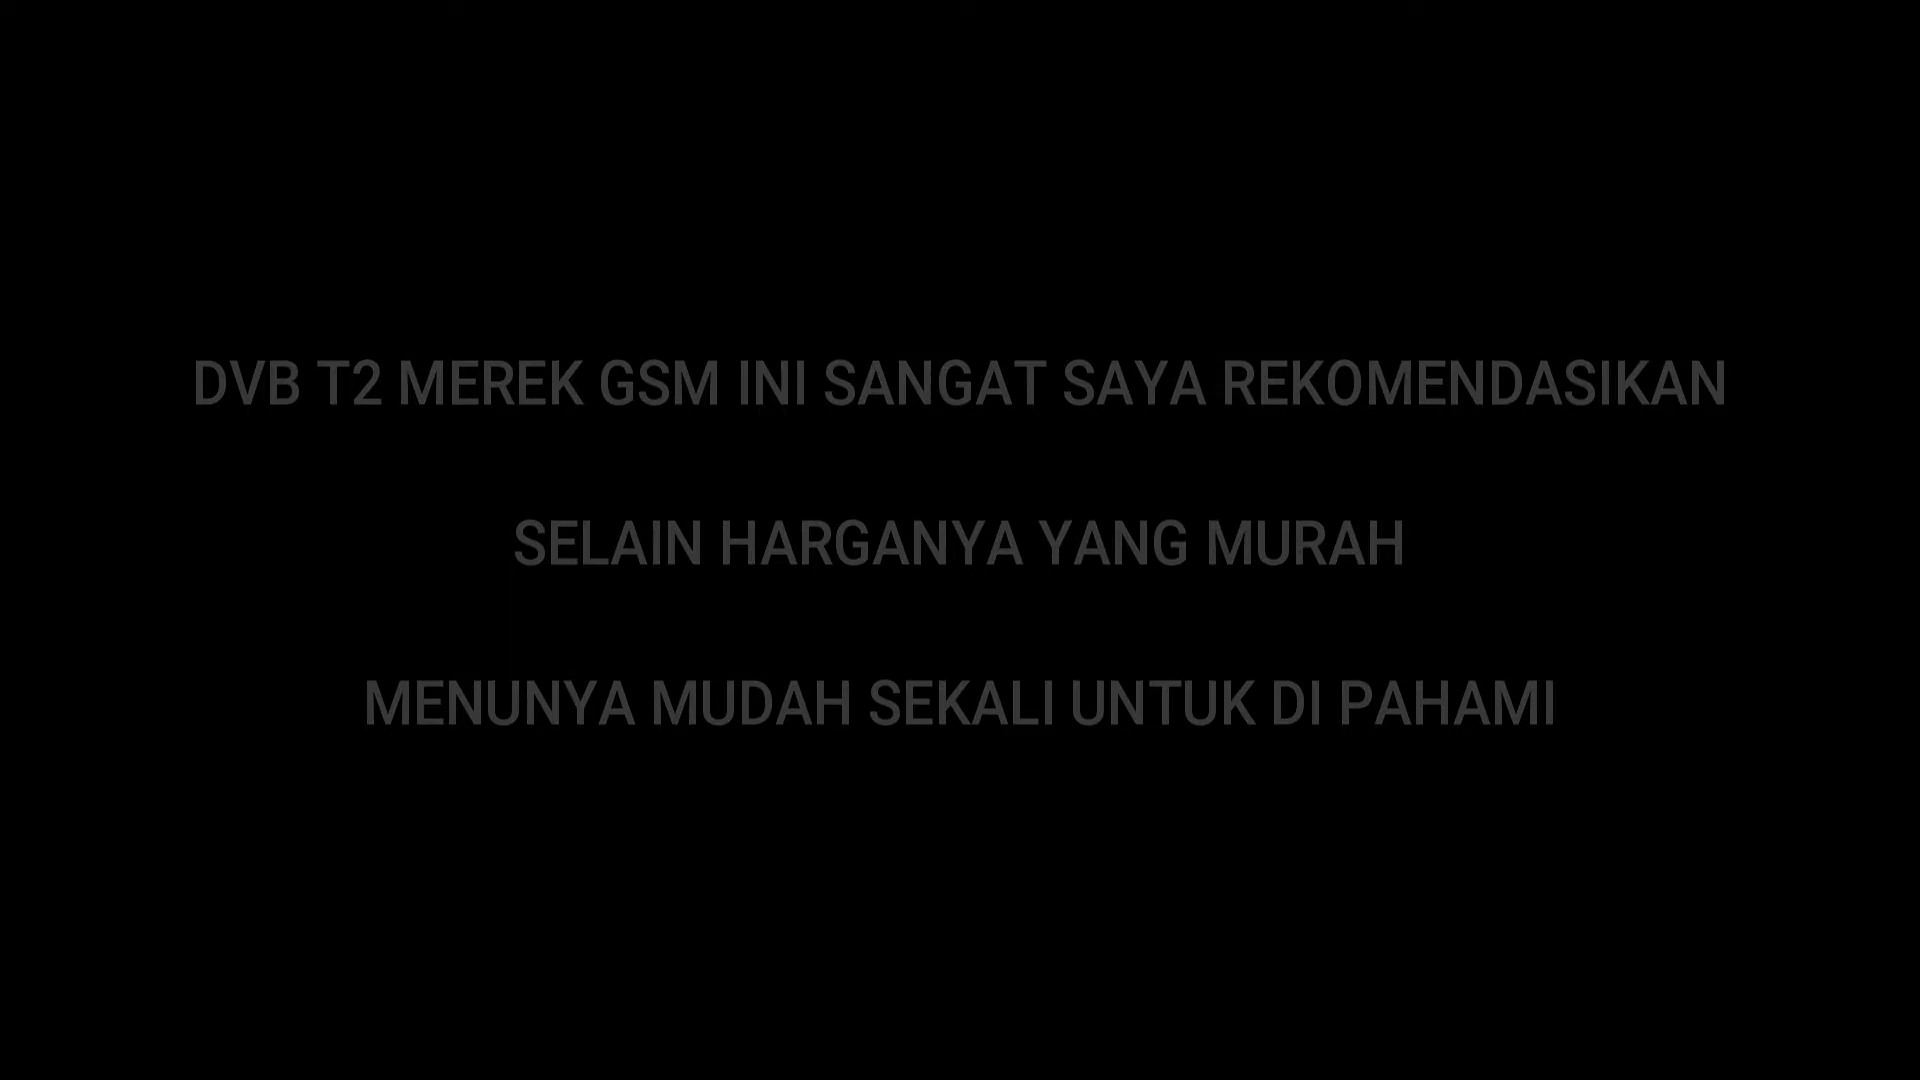 DVB T2 MEREK GSM INI SANGAT SAYA REKOMENDASIKAN
SELAIN HARGANYA YANG MURAH
MENUNYA MUDAH SEKALI UNTUK DI PAHAMI